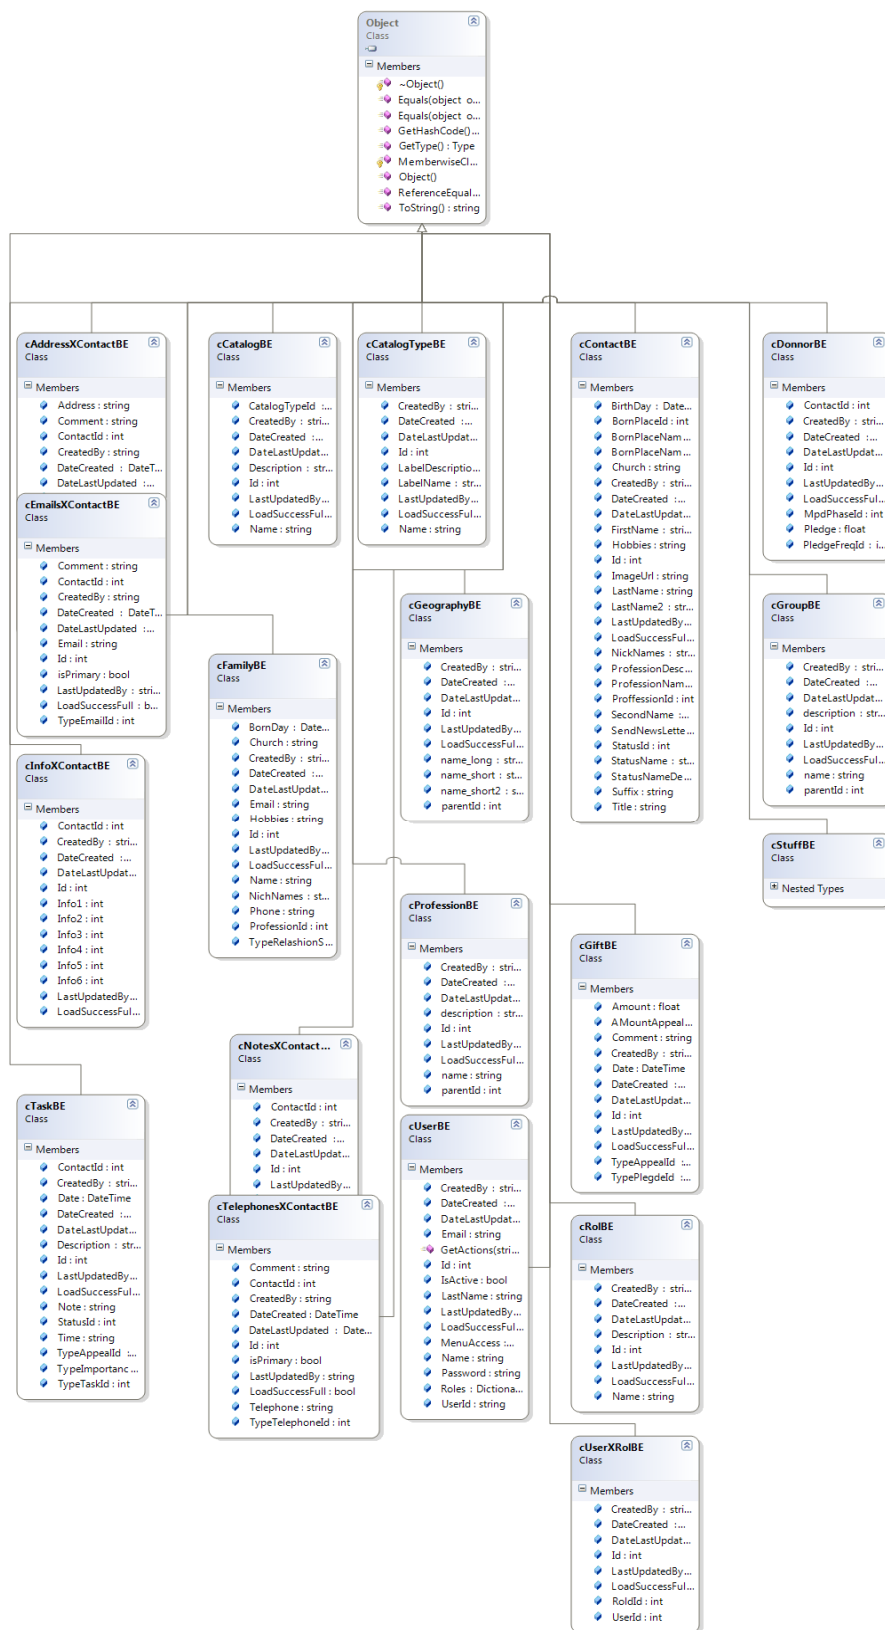 Object
Class
Members
~Object()
Equals(object o...
Equals(object o...
GetHashCode()...
GetType() : Type
MemberwiseCl...
Object()
ReferenceEqual...
ToString() : string
cAddressXContactBE
Class
Members
Address : string
Comment : string
ContactId : int
CreatedBy : string
DateCreated : DateT...
DateLastUpdated :...
cEmailsXContactBE
Class
Members
Comment : string
ContactId : int
CreatedBy : string
DateCreated : DateT...
DateLastUpdated :...
Email : string
Id : int
isPrimary : bool
LastUpdatedBy : stri...
LoadSuccessFull : b...
TypeEmailId : int
cInfoXContactBE
Class
Members
ContactId : int
CreatedBy : stri...
DateCreated :...
DateLastUpdat...
Id : int
Info1 : int
Info2 : int
Info3 : int
Info4 : int
Info5 : int
Info6 : int
LastUpdatedBy...
LoadSuccessFul...
cTaskBE
Class
Members
ContactId : int
CreatedBy : stri...
Date : DateTime
DateCreated :...
DateLastUpdat...
Description : str...
Id : int
LastUpdatedBy...
LoadSuccessFul...
Note : string
StatusId : int
Time : string
TypeAppealId :...
TypeImportanc...
TypeTaskId : int
cCatalogBE
Class
Members
CatalogTypeId :...
CreatedBy : stri...
DateCreated :...
DateLastUpdat...
Description : str...
Id : int
LastUpdatedBy...
LoadSuccessFul...
Name : string
cFamilyBE
Class
Members
BornDay : Date...
Church : string
CreatedBy : stri...
DateCreated :...
DateLastUpdat...
Email : string
Hobbies : string
Id : int
LastUpdatedBy...
LoadSuccessFul...
Name : string
NichNames : st...
Phone : string
ProfessionId : int
TypeRelashionS...
cNotesXContact...
Class
Members
ContactId : int
CreatedBy : stri...
DateCreated :...
DateLastUpdat...
Id : int
LastUpdatedBy...
cTelephonesXContactBE
Class
Members
Comment : string
ContactId : int
CreatedBy : string
DateCreated : DateTime
DateLastUpdated : Date...
Id : int
isPrimary : bool
LastUpdatedBy : string
LoadSuccessFull : bool
Telephone : string
TypeTelephoneId : int
cCatalogTypeBE
Class
Members
CreatedBy : stri...
DateCreated :...
DateLastUpdat...
Id : int
LabelDescriptio...
LabelName : str...
LastUpdatedBy...
LoadSuccessFul...
Name : string
cGeographyBE
Class
Members
CreatedBy : stri...
DateCreated :...
DateLastUpdat...
Id : int
LastUpdatedBy...
LoadSuccessFul...
name_long : str...
name_short : st...
name_short2 : s...
parentId : int
cProfessionBE
Class
Members
CreatedBy : stri...
DateCreated :...
DateLastUpdat...
description : str...
Id : int
LastUpdatedBy...
LoadSuccessFul...
name : string
parentId : int
cUserBE
Class
Members
CreatedBy : stri...
DateCreated :...
DateLastUpdat...
Email : string
GetActions(stri...
Id : int
IsActive : bool
LastName : string
LastUpdatedBy...
LoadSuccessFul...
MenuAccess :...
Name : string
Password : string
Roles : Dictiona...
UserId : string
cContactBE
Class
Members
BirthDay : Date...
BornPlaceId : int
BornPlaceNam...
BornPlaceNam...
Church : string
CreatedBy : stri...
DateCreated :...
DateLastUpdat...
FirstName : stri...
Hobbies : string
Id : int
ImageUrl : string
LastName : string
LastName2 : str...
LastUpdatedBy...
LoadSuccessFul...
NickNames : str...
ProfessionDesc...
ProfessionNam...
ProffessionId : int
SecondName :...
SendNewsLette...
StatusId : int
StatusName : st...
StatusNameDe...
Suffix : string
Title : string
cGiftBE
Class
Members
Amount : float
AMountAppeal...
Comment : string
CreatedBy : stri...
Date : DateTime
DateCreated :...
DateLastUpdat...
Id : int
LastUpdatedBy...
LoadSuccessFul...
TypeAppealId :...
TypePlegdeId :...
cRolBE
Class
Members
CreatedBy : stri...
DateCreated :...
DateLastUpdat...
Description : str...
Id : int
LastUpdatedBy...
LoadSuccessFul...
Name : string
cUserXRolBE
Class
Members
CreatedBy : stri...
DateCreated :...
DateLastUpdat...
Id : int
LastUpdatedBy...
LoadSuccessFul...
RoldId : int
UserId : int
cDonnorBE
Class
Members
ContactId : int
CreatedBy : stri...
DateCreated :...
DateLastUpdat...
Id : int
LastUpdatedBy...
LoadSuccessFul...
MpdPhaseId : int
Pledge : float
PledgeFreqId : i...
cGroupBE
Class
Members
CreatedBy : stri...
DateCreated :...
DateLastUpdat...
description : str...
Id : int
LastUpdatedBy...
LoadSuccessFul...
name : string
parentId : int
cStuffBE
Class
Nested Types